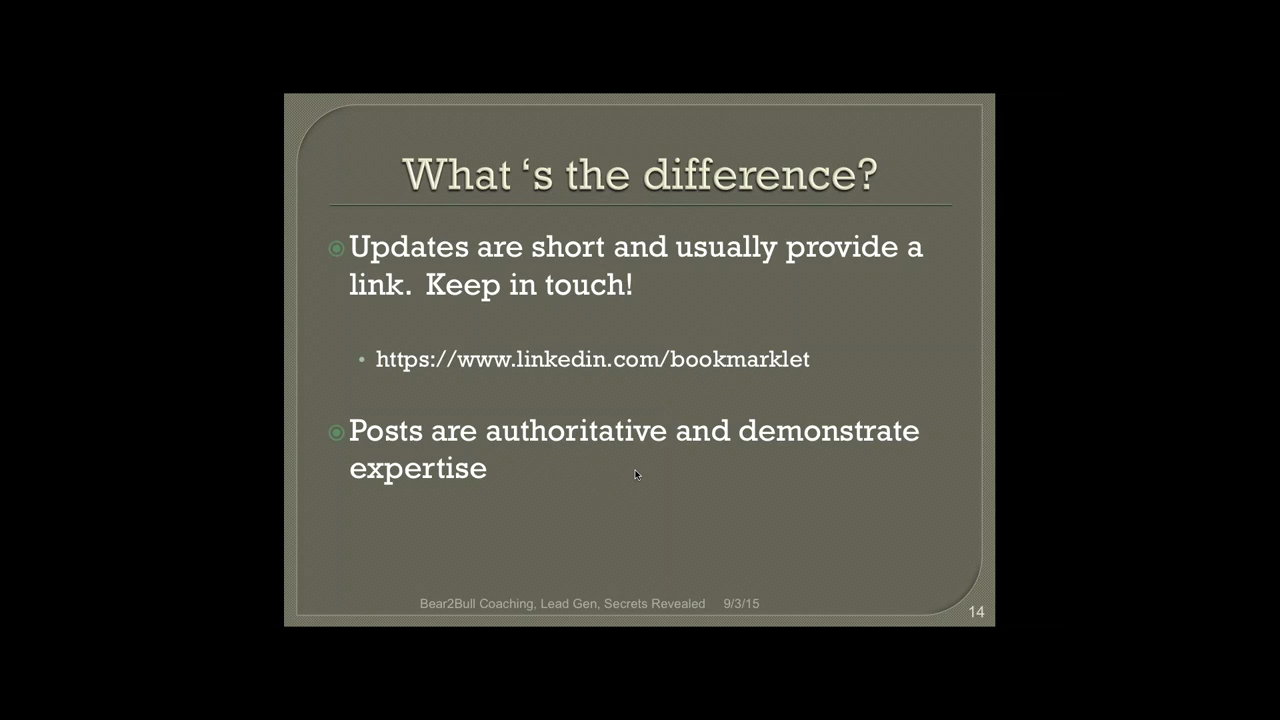 What ‘s the difference?
Updates are short and usually provide a
link.  Keep in touch!
https://www.linkedin.com/bookmarklet
Posts are authoritative and demonstrate
expertise
Bear2Bull Coaching, Lead Gen, Secrets Revealed 9/3/15
14